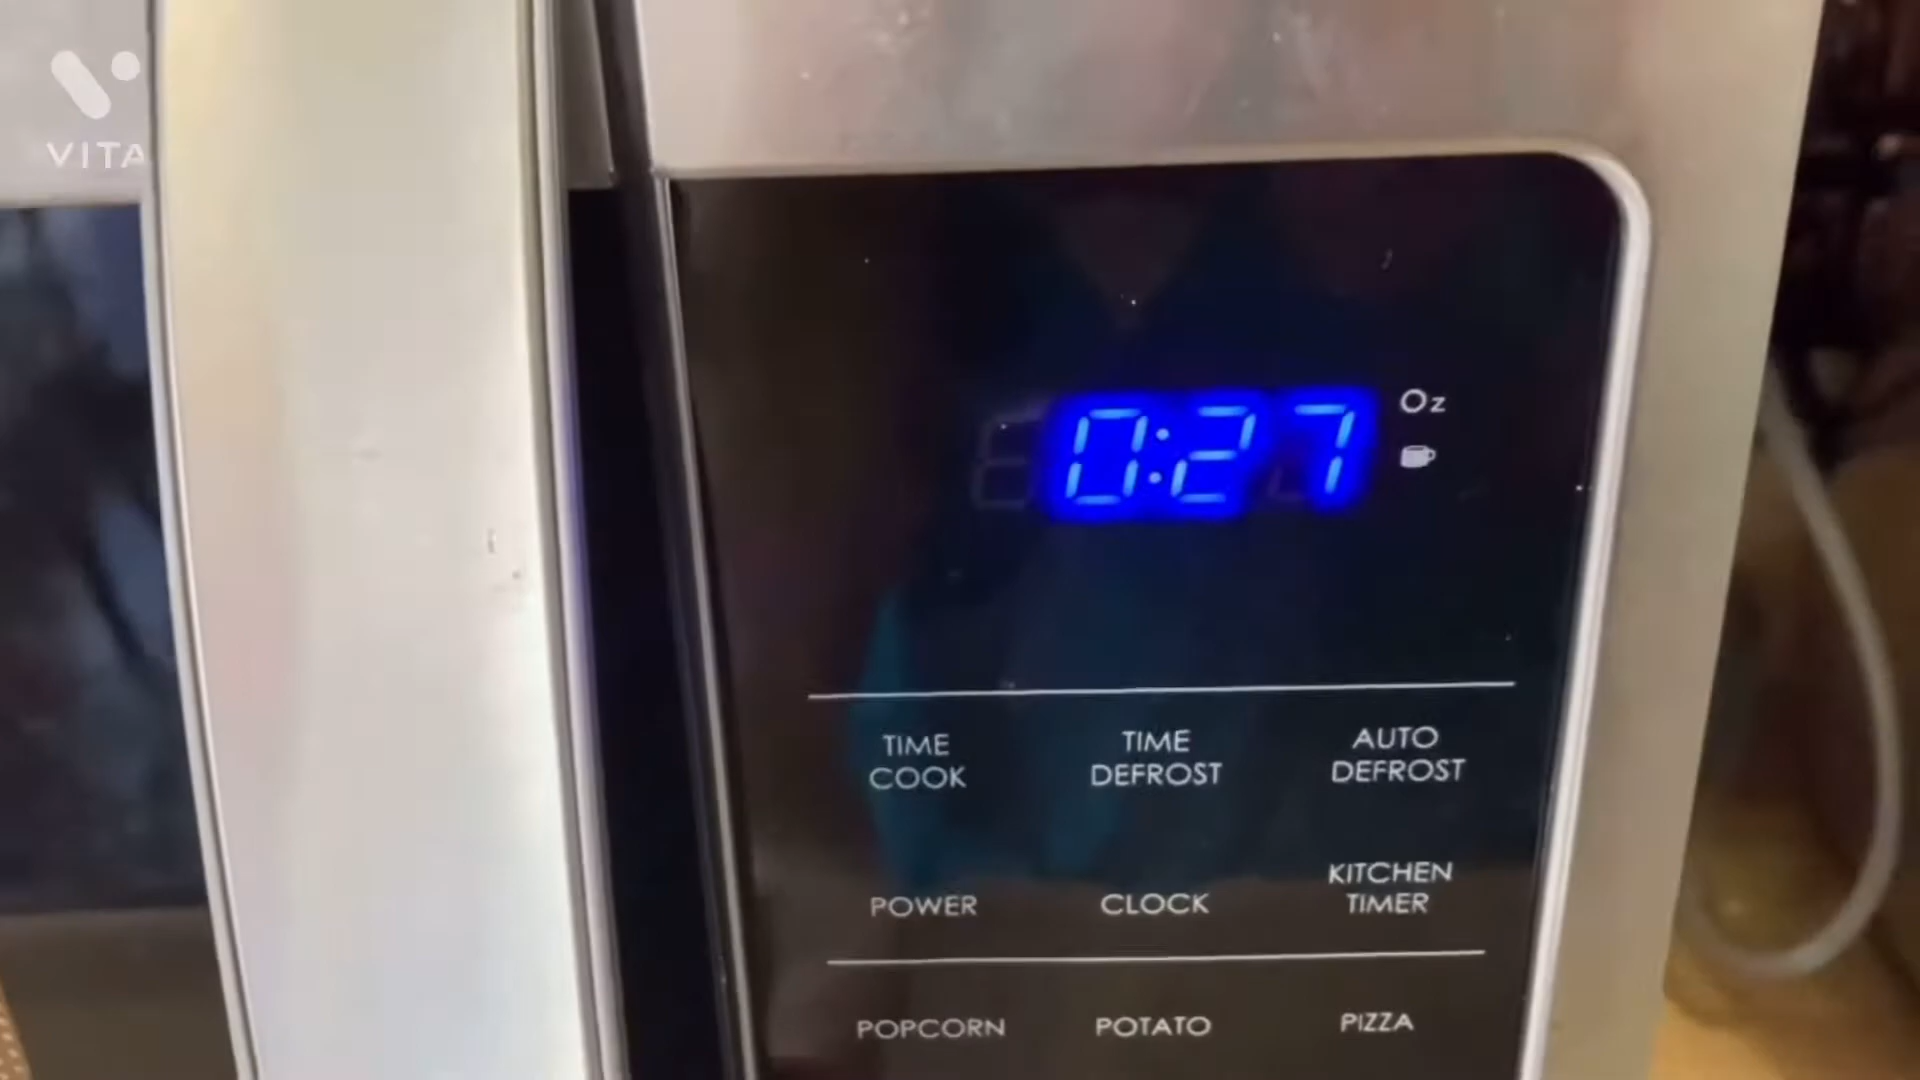 VITA
0:27
Oz
TIME
COOK
TIME
DEFROST
AUTO
DEFROST
POWER
CLOCK
KITCHEN
TIMER
POPCORN
POTATO
PIZZA